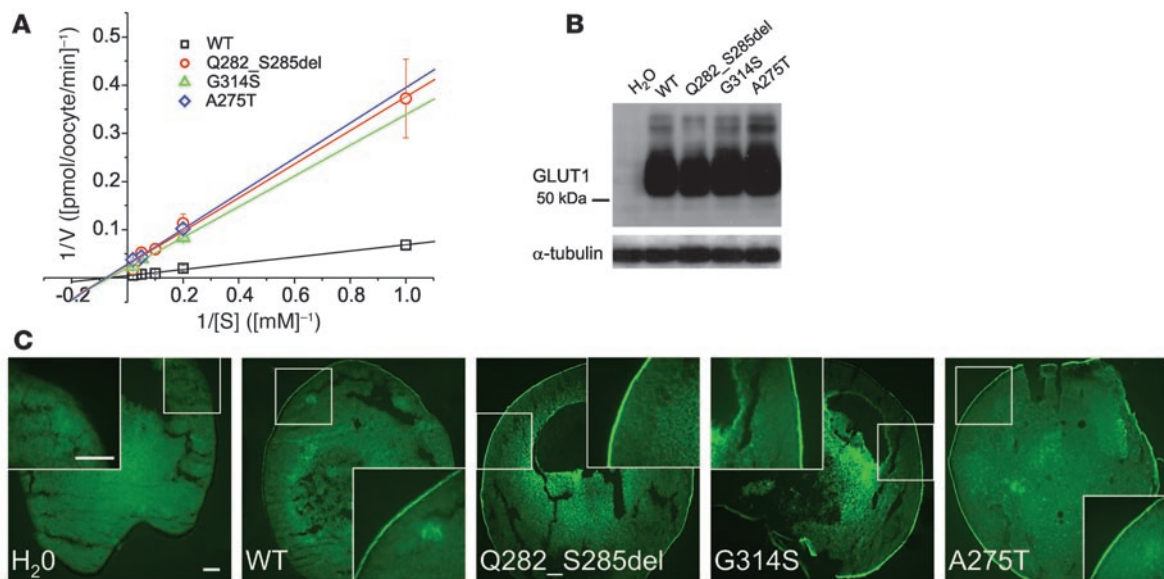 A
1/V ([pmol/oocyte/min]⁻¹)
0.5
0.4
0.3
0.2
0.1
WT
Q282_S285del
G314S
A275T
-0.2
0.2
0.4
0.6
0.8
1.0
1/[S] ([mM]⁻¹)
B
H₂O
WT
Q282_S285del
G314S
A275T
GLUT1
50 kDa
α-tubulin
C
H₂0
WT
Q282_S285del
G314S
A275T